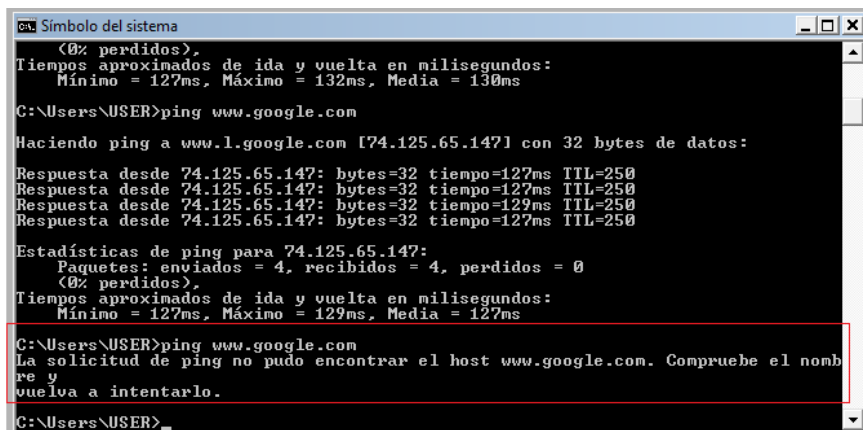 Símbolo del sistema
(0% perdidos),
Tiempos aproximados de ida y vuelta en milisegundos:
Mínimo = 127ms, Máximo = 132ms, Media = 130ms
C:\Users\USER>ping www.google.com
Haciendo ping a www.l.google.com [74.125.65.147] con 32 bytes de datos:
Respuesta desde 74.125.65.147: bytes=32 tiempo=127ms TTL=250
Respuesta desde 74.125.65.147: bytes=32 tiempo=127ms TTL=250
Respuesta desde 74.125.65.147: bytes=32 tiempo=129ms TTL=250
Respuesta desde 74.125.65.147: bytes=32 tiempo=127ms TTL=250
Estadísticas de ping para 74.125.65.147:
Paquetes: enviados = 4, recibidos = 4, perdidos = 0
(0% perdidos),
Tiempos aproximados de ida y vuelta en milisegundos:
Mínimo = 127ms, Máximo = 129ms, Media = 127ms
C:\Users\USER>ping www.google.com
La solicitud de ping no pudo encontrar el host www.google.com. Compruebe el nomb
re y
vuelva a intentarlo.
C:\Users\USER>_